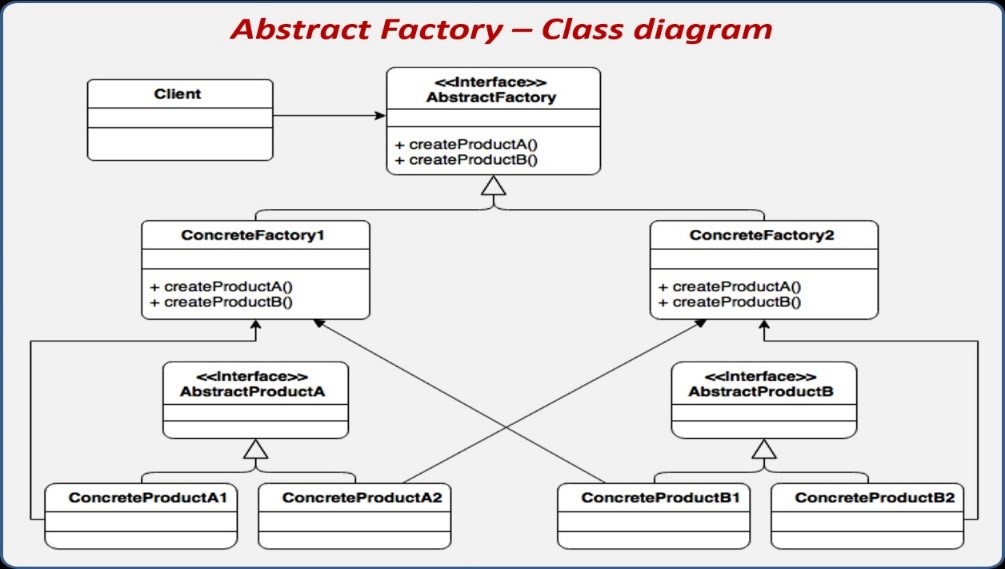 Abstract Factory – Class diagram
Client
<<Interface>>
AbstractFactory
+ createProductA()
+ createProductB()
ConcreteFactory1
+ createProductA()
+ createProductB()
ConcreteFactory2
+ createProductA()
+ createProductB()
<<Interface>>
AbstractProductA
<<Interface>>
AbstractProductB
ConcreteProductA1
ConcreteProductA2
ConcreteProductB1
ConcreteProductB2